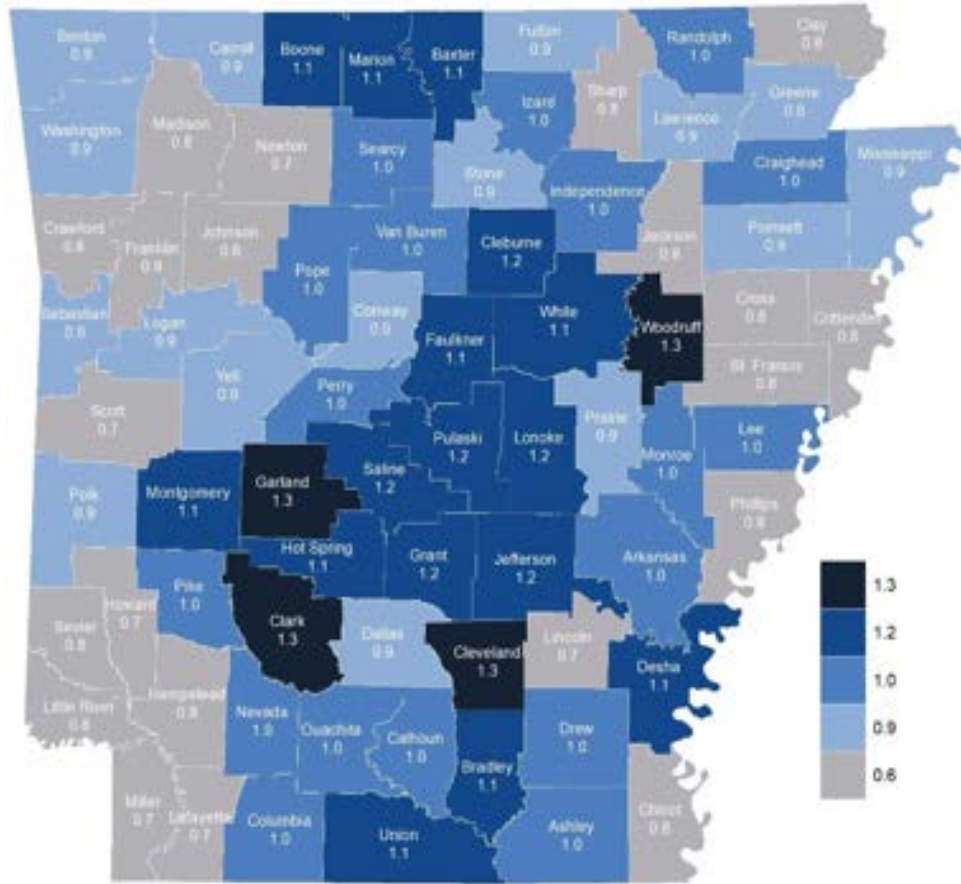 Benton
0.9
Carroll
0.9
Boone
1.1
Marion
1.1
Baxter
1.1
Fulton
0.9
Randolph
1.0
Clay
0.8
Washington
0.9
Madison
0.8
Newton
0.7
Searcy
1.0
Stone
0.9
Izard
1.0
Sharp
0.8
Lawrence
0.9
Greene
Craighead
1.0
Mississippi
0.9
Independence
1.0
Crawford
0.8
Franklin
0.8
Johnson
Pope
1.0
Van Buren
1.0
Cleburne
1.2
Jackson
0.8
Poinsett
Sebastian
Logan
0.9
Conway
0.9
Faulkner
1.1
White
1.1
Woodruff
1.3
Cross
0.8
Crittenden
0.8
St. Francis
0.8
Yell
Perry
1.0
Scott
0.7
Pulaski
1.2
Lonoke
1.2
Prairie
0.9
Monroe
1.0
Lee
1.0
Polk
0.9
Montgomery
1.1
Garland
1.3
Saline
1.2
Phillips
0.8
Hot Spring
1.1
Grant
1.2
Jefferson
1.2
Arkansas
1.0
Howard
0.7
Pike
1.0
Sevier
0.8
Clark
1.3
Dallas
0.9
Cleveland
1.3
Lincoln
0.7
Desha
1.1
Little River
0.8
Hempstead
0.8
Nevada
1.0
Ouachita
1.0
Calhoun
1.0
Bradley
1.1
Drew
1.0
Miller
0.7
Lafayette
0.7
Columbia
1.0
Union
1.1
Ashley
1.0
Chicot
0.8
1.3
1.2
1.0
0.9
0.6